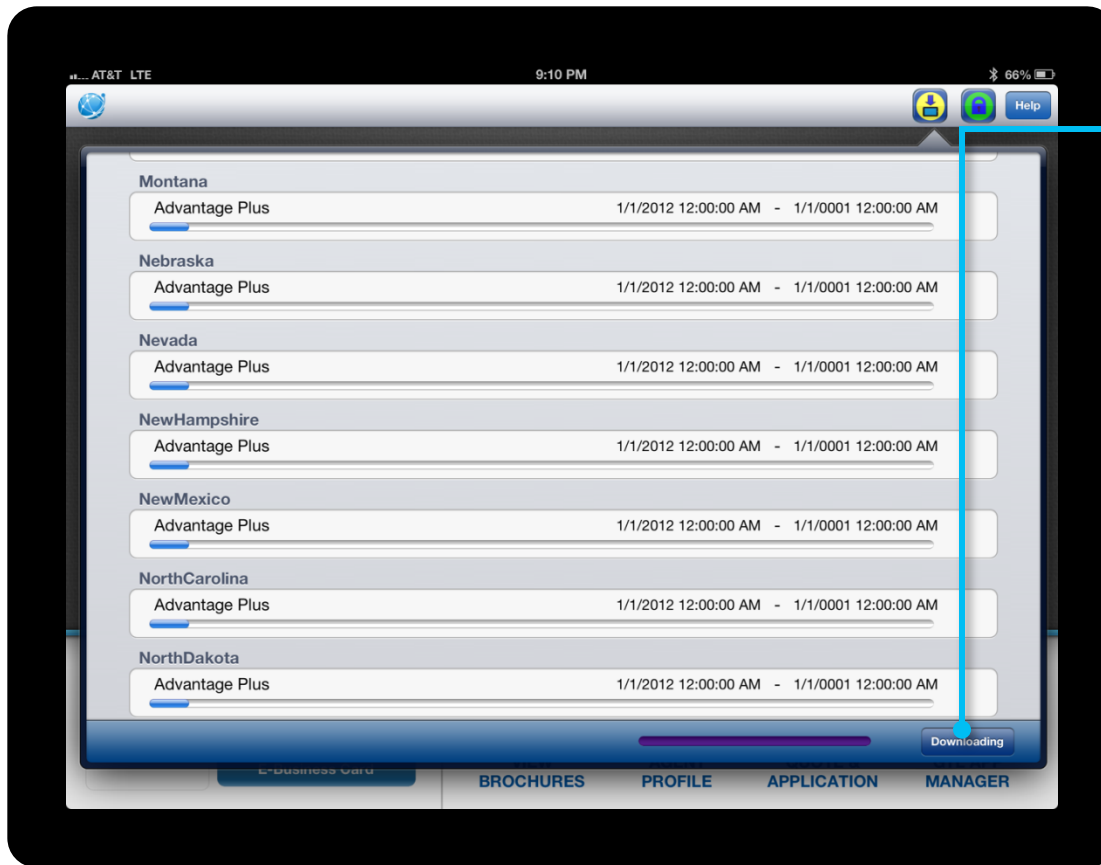 AT&T LTE 9:10 PM 66%
Help
Montana
Advantage Plus 1/1/2012 12:00:00 AM - 1/1/0001 12:00:00 AM
Nebraska
Advantage Plus 1/1/2012 12:00:00 AM - 1/1/0001 12:00:00 AM
Nevada
Advantage Plus 1/1/2012 12:00:00 AM - 1/1/0001 12:00:00 AM
NewHampshire
Advantage Plus 1/1/2012 12:00:00 AM - 1/1/0001 12:00:00 AM
NewMexico
Advantage Plus 1/1/2012 12:00:00 AM - 1/1/0001 12:00:00 AM
NorthCarolina
Advantage Plus 1/1/2012 12:00:00 AM - 1/1/0001 12:00:00 AM
NorthDakota
Advantage Plus 1/1/2012 12:00:00 AM - 1/1/0001 12:00:00 AM
Downloading
E-Business Card
BROCHURES PROFILE APPLICATION MANAGER